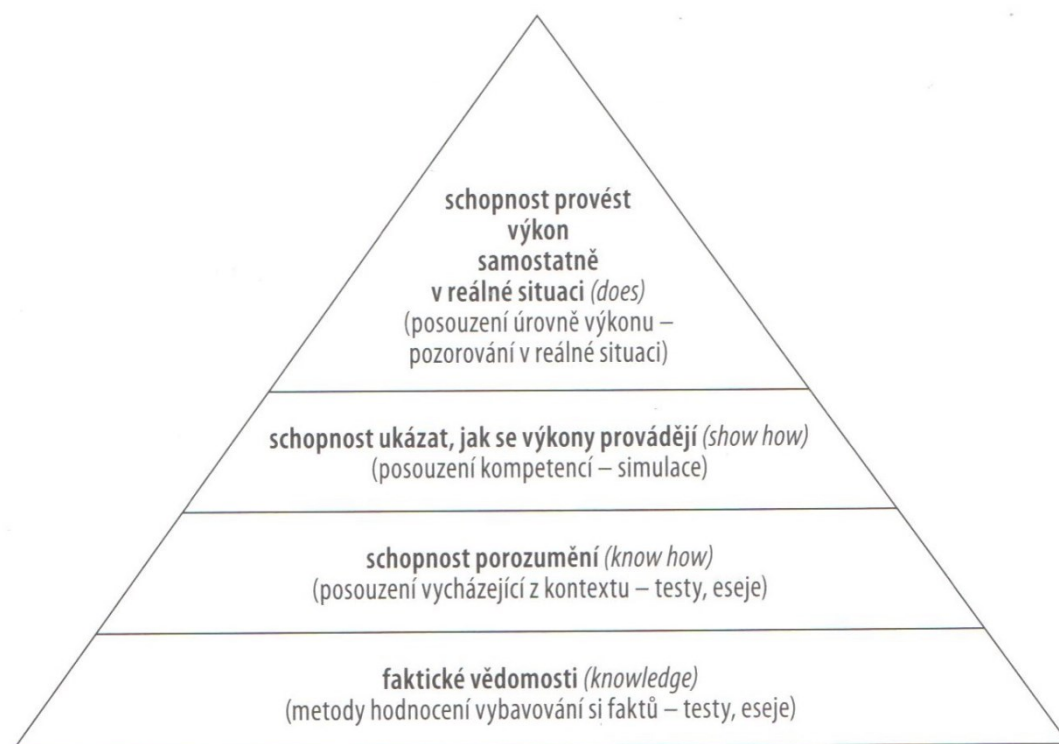 schopnost provést
výkon
samostatně
v reálné situaci (does)
(posouzení úrovně výkonu –
pozorování v reálné situaci)
schopnost ukázat, jak se výkony provádějí (show how)
(posouzení kompetencí – simulace)
schopnost porozumění (know how)
(posouzení vycházející z kontextu – testy, eseje)
faktické vědomosti (knowledge)
(metody hodnocení vybavování si faktů – testy, eseje)